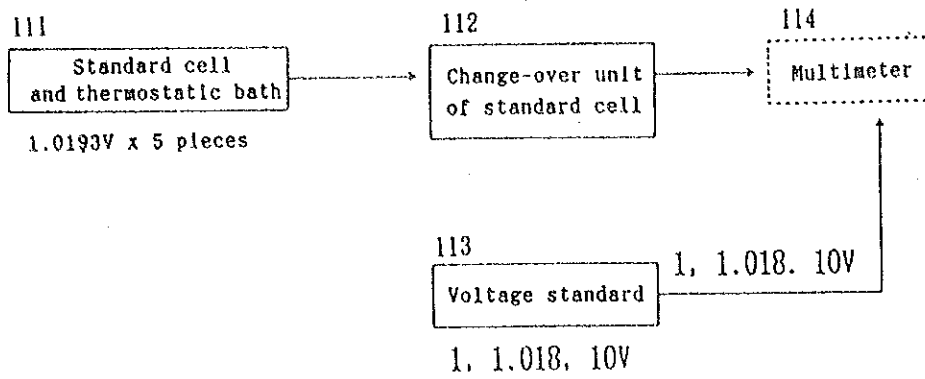 111
Standard cell
and thermostatic bath
1.0193V x 5 pieces
112
Change-over unit
of standard cell
114
Multimeter
113
Voltage standard
1, 1.018. 10V
1, 1.018, 10V